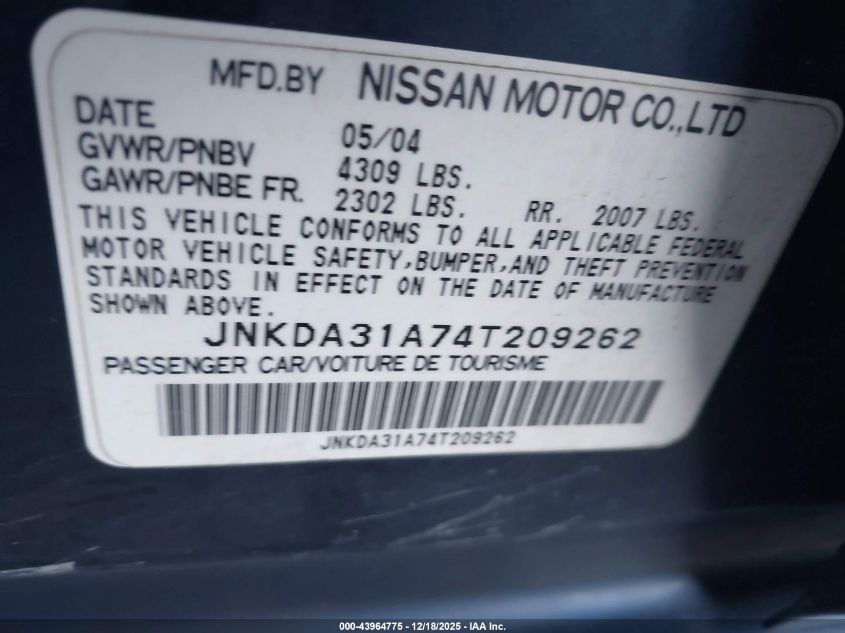 MFD.BY NISSAN MOTOR CO.,LTD
DATE 05/04
GVWR/PNBV 4309 LBS.
GAWR/PNBE FR. 2302 LBS. RR. 2007 LBS.
THIS VEHICLE CONFORMS TO ALL APPLICABLE FEDERAL
MOTOR VEHICLE SAFETY,BUMPER,AND THEFT PREVENTION
STANDARDS IN EFFECT ON THE DATE OF MANUFACTURE
SHOWN ABOVE.
JNKDA31A74T209262
PASSENGER CAR/VOITURE DE TOURISME
JNKDA31A74T209262
000-43964775 - 12/18/2025 - IAA Inc.